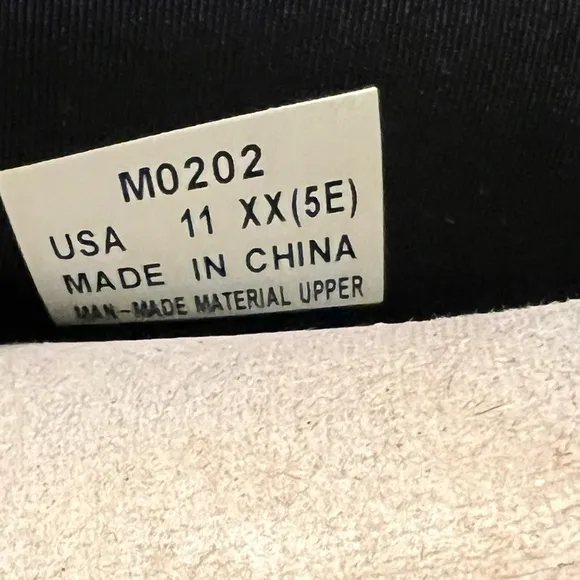 M0202
USA 11 XX(5E)
MADE IN CHINA
MAN-MADE MATERIAL UPPER